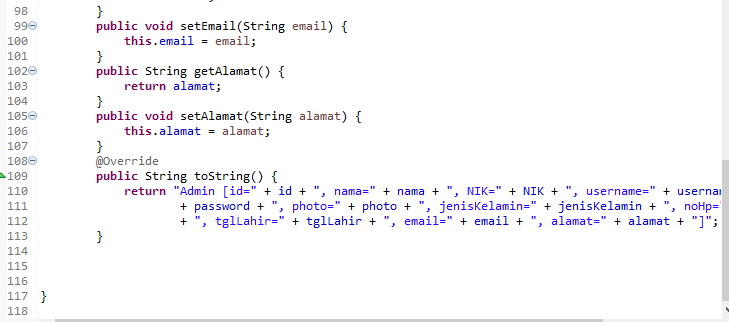 98 }
99 public void setEmail(String email) {
100 this.email = email;
101 }
102 public String getAlamat() {
103 return alamat;
104 }
105 public void setAlamat(String alamat) {
106 this.alamat = alamat;
107 }
108 @Override
109 public String toString() {
110 return "Admin [id=" + id + ", nama=" + nama + ", NIK=" + NIK + ", username=" + usernam
111 + password + ", photo=" + photo + ", jenisKelamin=" + jenisKelamin + ", noHp="
112 + ", tglLahir=" + tglLahir + ", email=" + email + ", alamat=" + alamat + "]";
113 }
114
115
116
117 }
118